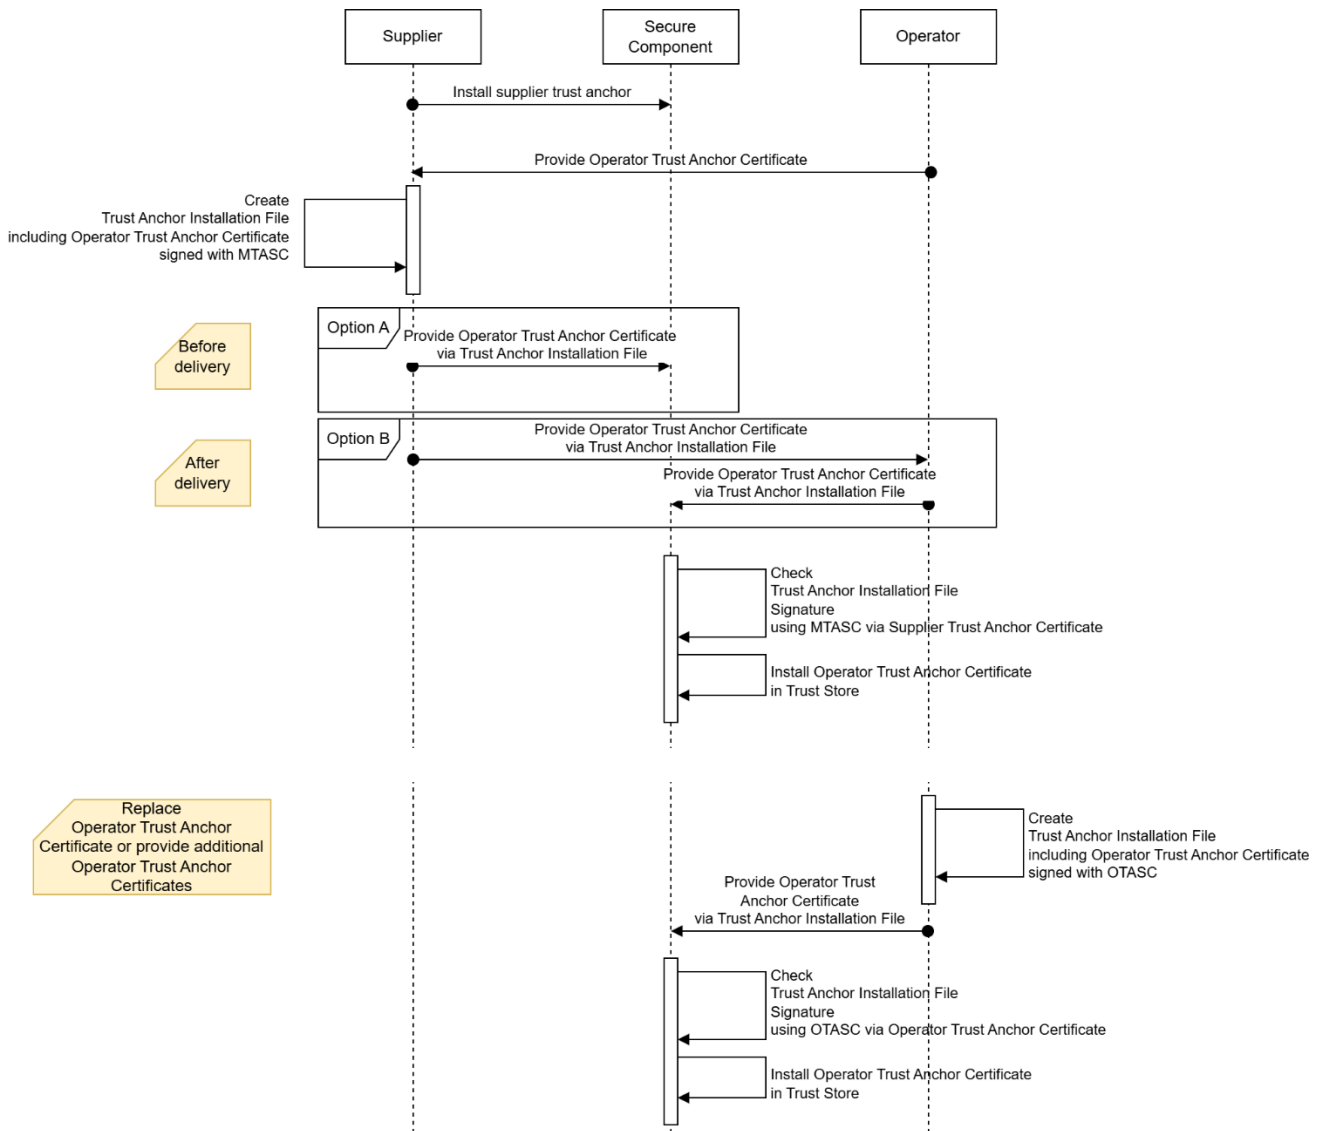 Supplier
Secure
Component
Operator
Install supplier trust anchor
Provide Operator Trust Anchor Certificate
Create
Trust Anchor Installation File
including Operator Trust Anchor Certificate
signed with MTASC
Option A
Provide Operator Trust Anchor Certificate
via Trust Anchor Installation File
Before
delivery
Option B
Provide Operator Trust Anchor Certificate
via Trust Anchor Installation File
After
delivery
Provide Operator Trust Anchor Certificate
via Trust Anchor Installation File
Check
Trust Anchor Installation File
Signature
using MTASC via Supplier Trust Anchor Certificate
Install Operator Trust Anchor Certificate
in Trust Store
Replace
Operator Trust Anchor
Certificate or provide additional
Operator Trust Anchor
Certificates
Create
Trust Anchor Installation File
including Operator Trust Anchor Certificate
signed with OTASC
Provide Operator Trust
Anchor Certificate
via Trust Anchor Installation File
Check
Trust Anchor Installation File
Signature
using OTASC via Operator Trust Anchor Certificate
Install Operator Trust Anchor Certificate
in Trust Store